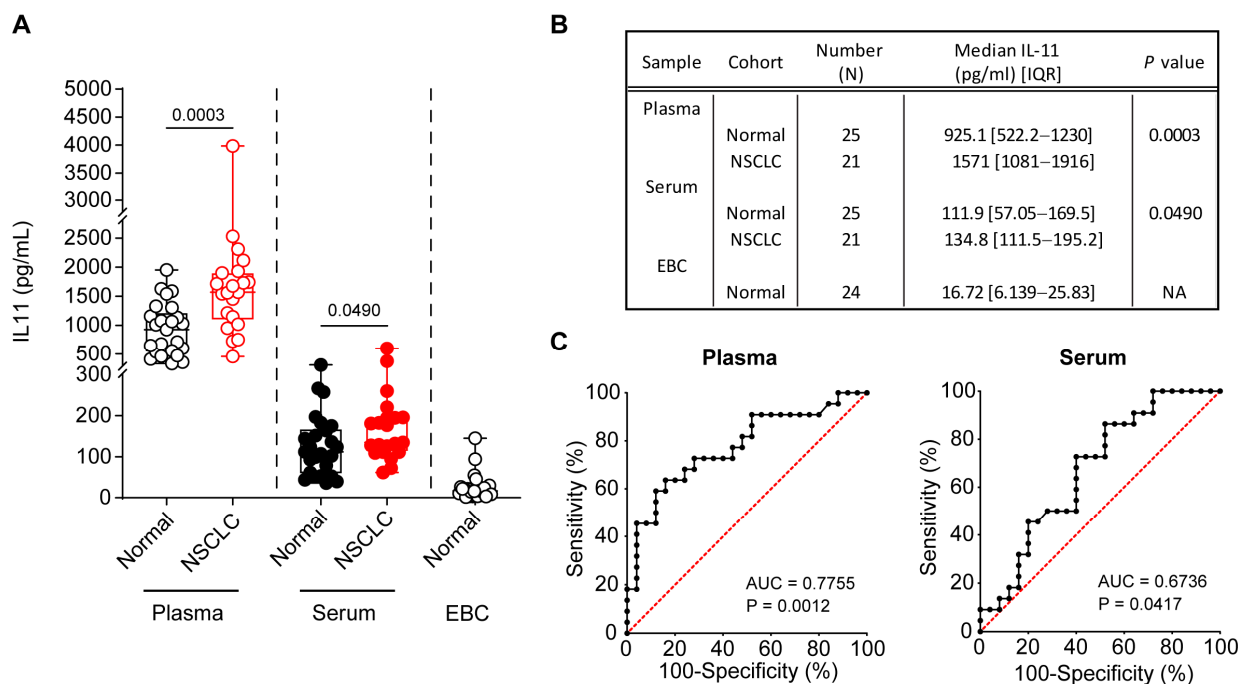 A
IL11 (pg/mL)
5000
4500
4000
3500
3000
2500
2000
1500
1000
500
300
200
100
0
0.0003
0.0490
Normal
NSCLC
Normal
NSCLC
Normal
Plasma
Serum
EBC
B
Sample Cohort Number (N) Median IL-11 (pg/ml) [IQR] P value
Plasma
Normal 25 925.1 [522.2–1230] 0.0003
NSCLC 21 1571 [1081–1916]
Serum
Normal 25 111.9 [57.05–169.5] 0.0490
NSCLC 21 134.8 [111.5–195.2]
EBC
Normal 24 16.72 [6.139–25.83] NA
C
Plasma
Sensitivity (%)
100
80
60
40
20
0
AUC = 0.7755
P = 0.0012
0 20 40 60 80 100
100-Specificity (%)
Serum
Sensitivity (%)
100
80
60
40
20
0
AUC = 0.6736
P = 0.0417
0 20 40 60 80 100
100-Specificity (%)